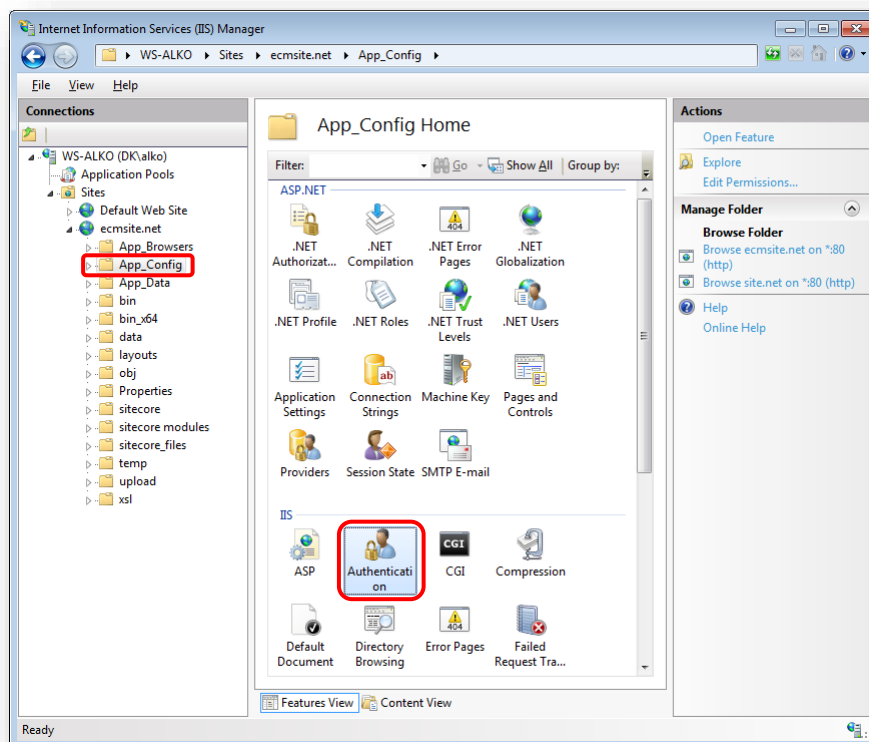 Internet Information Services (IIS) Manager
WS-ALKO Sites ecmsite.net App_Config
File View Help
Connections
WS-ALKO (DK\alko)
Application Pools
Sites
Default Web Site
ecmsite.net
App_Browsers
App_Config
App_Data
bin
bin_x64
data
layouts
obj
Properties
sitecore
sitecore modules
sitecore_files
temp
upload
xsl
App_Config Home
Filter: Go Show All Group by:
ASP.NET
.NET Authorizat...
.NET Compilation
.NET Error Pages
.NET Globalization
.NET Profile
.NET Roles
.NET Trust Levels
.NET Users
Application Settings
Connection Strings
Machine Key
Pages and Controls
Providers
Session State
SMTP E-mail
IIS
ASP
Authenticati
on
CGI
Compression
Default Document
Directory Browsing
Error Pages
Failed Request Tra...
Features View Content View
Actions
Open Feature
Explore
Edit Permissions...
Manage Folder
Browse Folder
Browse ecmsite.net on *:80
(http)
Browse site.net on *:80 (http)
Help
Online Help
Ready